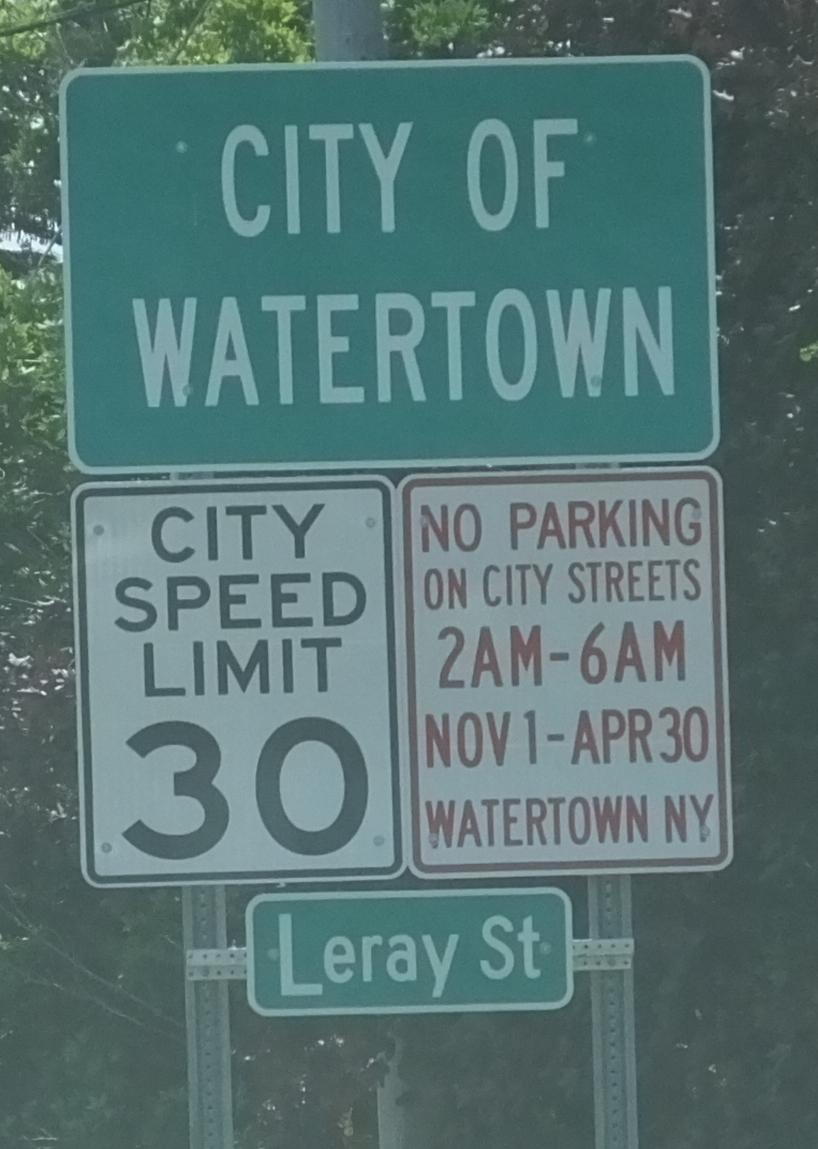 CITY OF
WATERTOWN
CITY
SPEED
LIMIT
30
NO PARKING
ON CITY STREETS
2AM-6AM
NOV 1-APR 30
WATERTOWN NY
Leray St